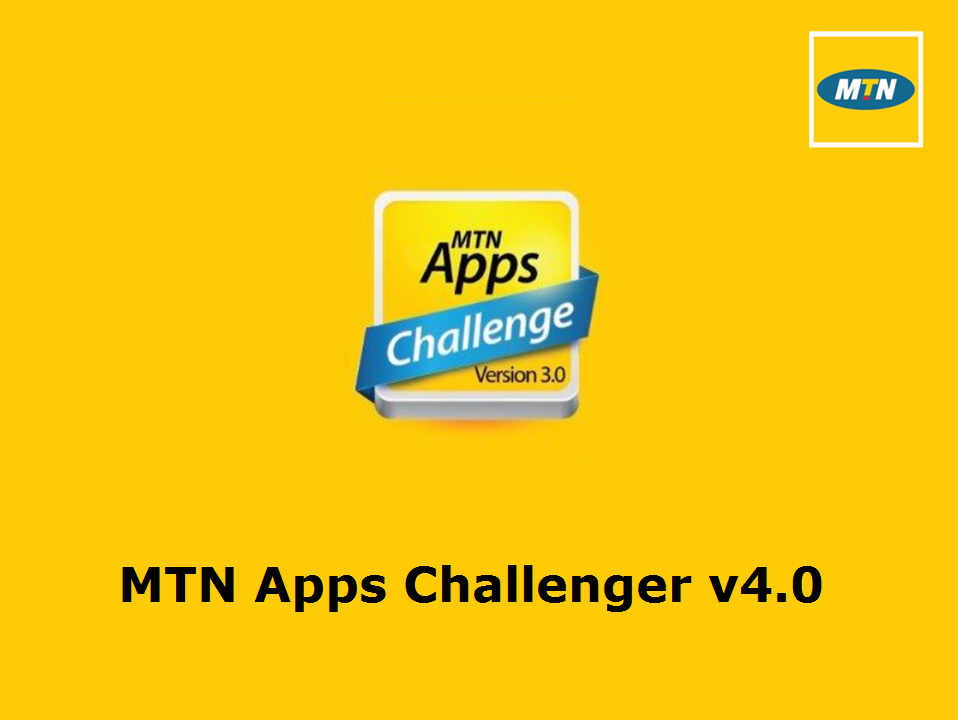 MTN
MTN
Apps
Challenge
Version 3.0
MTN Apps Challenger v4.0